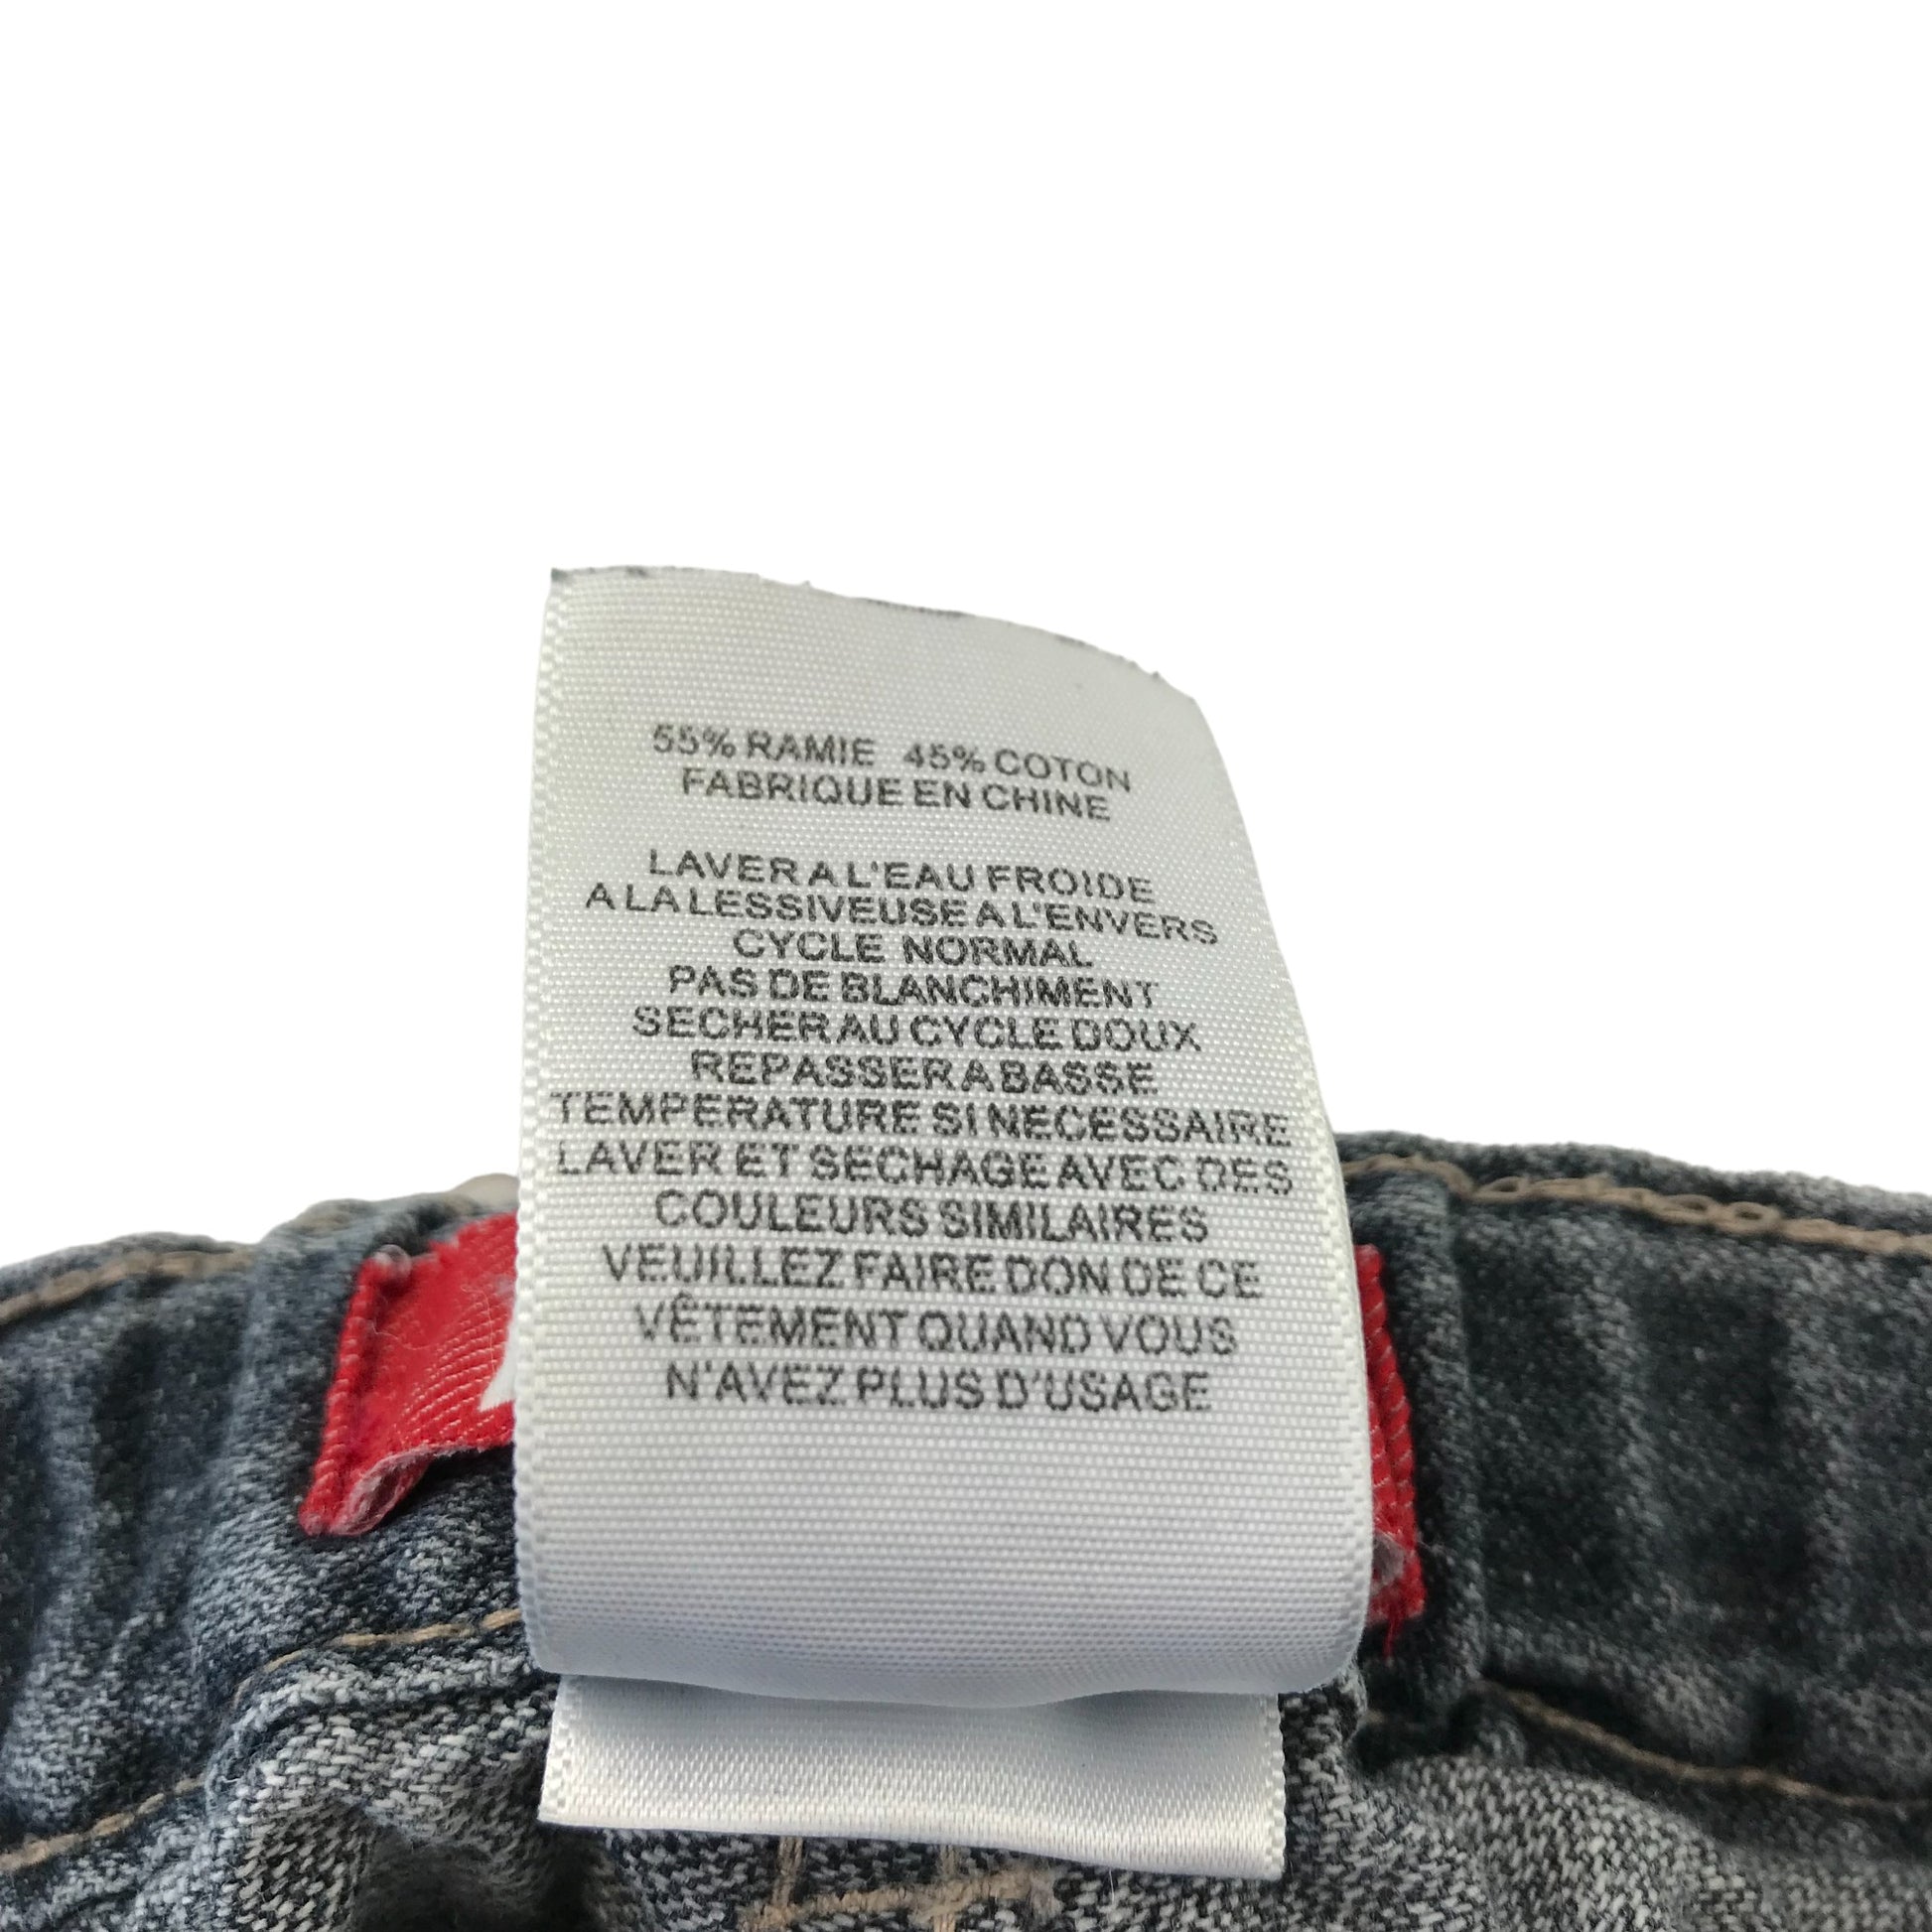 55% RAMIE 45% COTON
FABRIQUE EN CHINE
LAVER A L'EAU FROIDE
A LA LESSIVEUSE A L'ENVERS
CYCLE NORMAL
PAS DE BLANCHIMENT
SECHER AU CYCLE DOUX
REPASSER A BASSE
TEMPERATURE SI NECESSAIRE
LAVER ET SECHAGE AVEC DES
COULEURS SIMILAIRES
VEUILLEZ FAIRE DON DE CE
VÊTEMENT QUAND VOUS
N'AVEZ PLUS D'USAGE